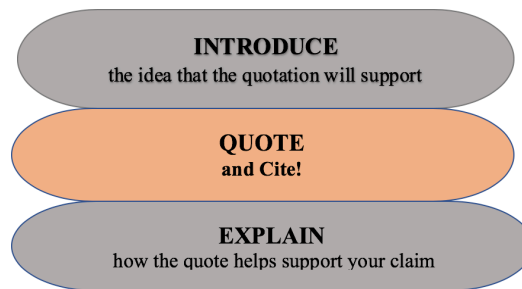 INTRODUCE
the idea that the quotation will support
QUOTE
and Cite!
EXPLAIN
how the quote helps support your claim